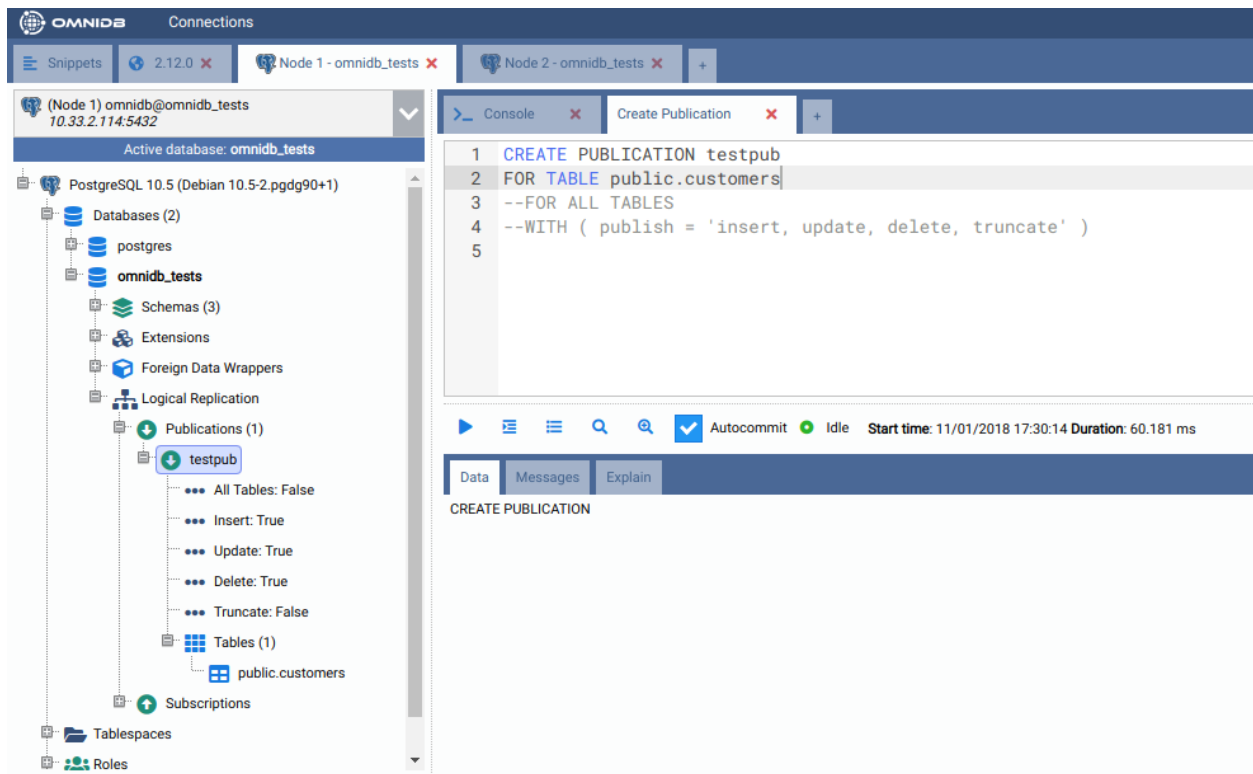 OMNIDB Connections
Snippets 2.12.0 Node 1 - omnidb_tests Node 2 - omnidb_tests +
(Node 1) omnidb@omnidb_tests
10.33.2.114:5432
Active database: omnidb_tests
PostgreSQL 10.5 (Debian 10.5-2.pgdg90+1)
Databases (2)
postgres
omnidb_tests
Schemas (3)
Extensions
Foreign Data Wrappers
Logical Replication
Publications (1)
testpub
All Tables: False
Insert: True
Update: True
Delete: True
Truncate: False
Tables (1)
public.customers
Subscriptions
Tablespaces
Roles
Console Create Publication +
1 CREATE PUBLICATION testpub
2 FOR TABLE public.customers
3 --FOR ALL TABLES
4 --WITH ( publish = 'insert, update, delete, truncate' )
5
Autocommit Idle Start time: 11/01/2018 17:30:14 Duration: 60.181 ms
Data Messages Explain
CREATE PUBLICATION